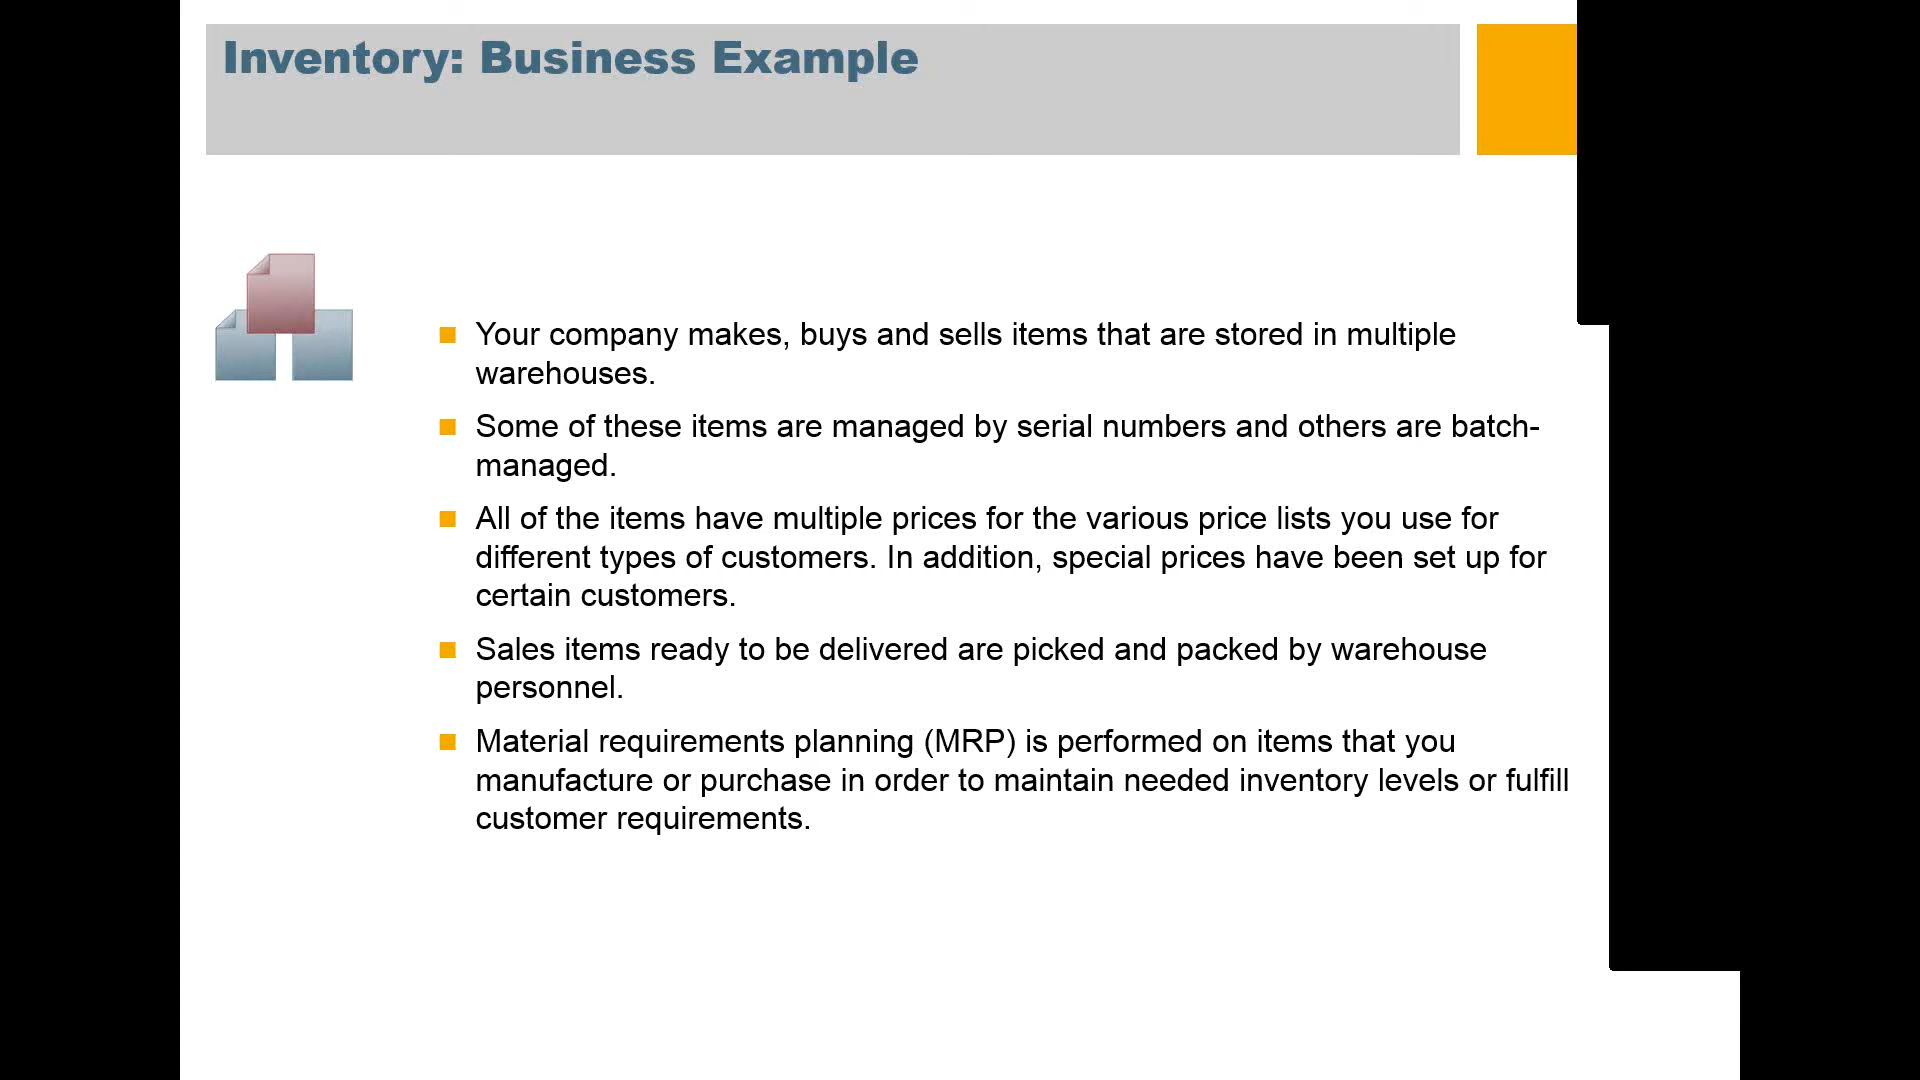 Inventory: Business Example
Your company makes, buys and sells items that are stored in multiple
warehouses.
Some of these items are managed by serial numbers and others are batch-
managed.
All of the items have multiple prices for the various price lists you use for
different types of customers. In addition, special prices have been set up for
certain customers.
Sales items ready to be delivered are picked and packed by warehouse
personnel.
Material requirements planning (MRP) is performed on items that you
manufacture or purchase in order to maintain needed inventory levels or fulfill
customer requirements.